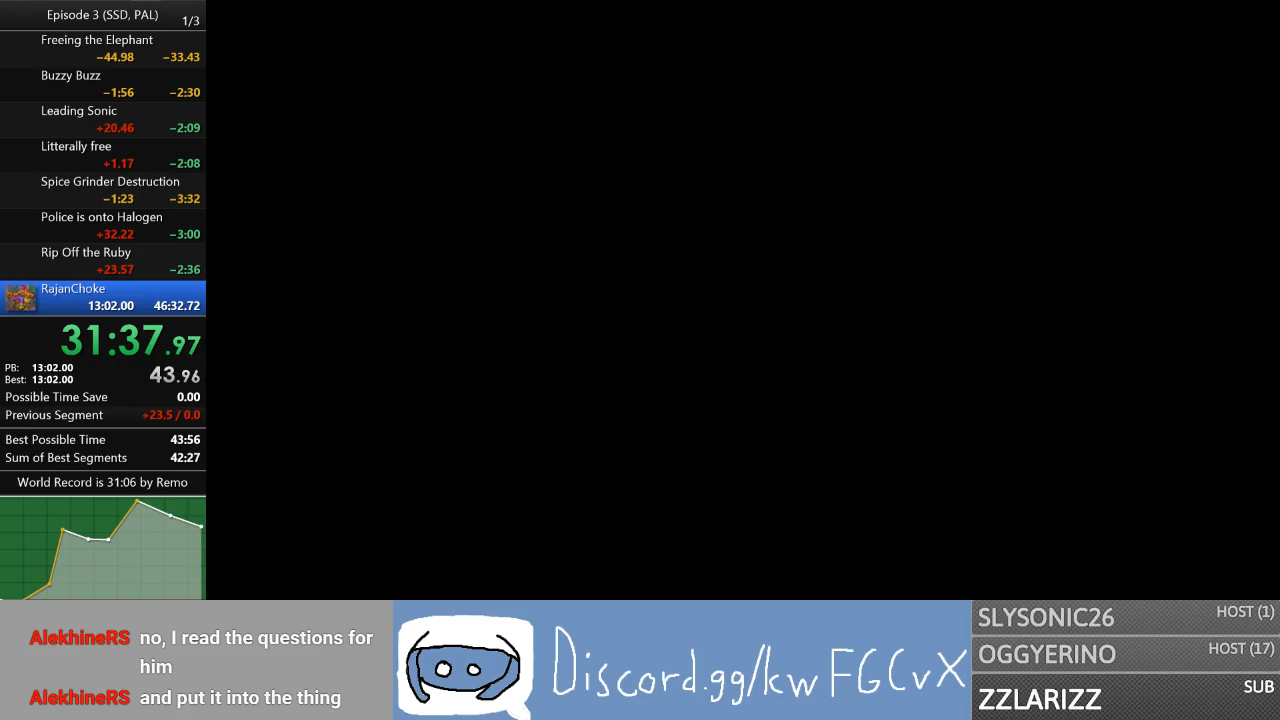 Episode 3 (SSD, PAL)
1/3
Freeing the Elephant
−44.98 −33.43
Buzzy Buzz
−1:56 −2:30
Leading Sonic
+20.46 −2:09
Litterally free
+1.17 −2:08
Spice Grinder Destruction
−1:23 −3:32
Police is onto Halogen
+32.22 −3:00
Rip Off the Ruby
+23.57 −2:36
RajanChoke
13:02.00 46:32.72
31:37.97
PB: 13:02.00
Best: 13:02.00
43.96
Possible Time Save 0.00
Previous Segment +23.5 / 0.0
Best Possible Time 43:56
Sum of Best Segments 42:27
World Record is 31:06 by Remo
AlekhineRS no, I read the questions for
him
AlekhineRS and put it into the thing
Discord.gg/kwFGCvX
SLYSONIC26 HOST (1)
OGGYERINO HOST (17)
ZZLARIZZ SUB